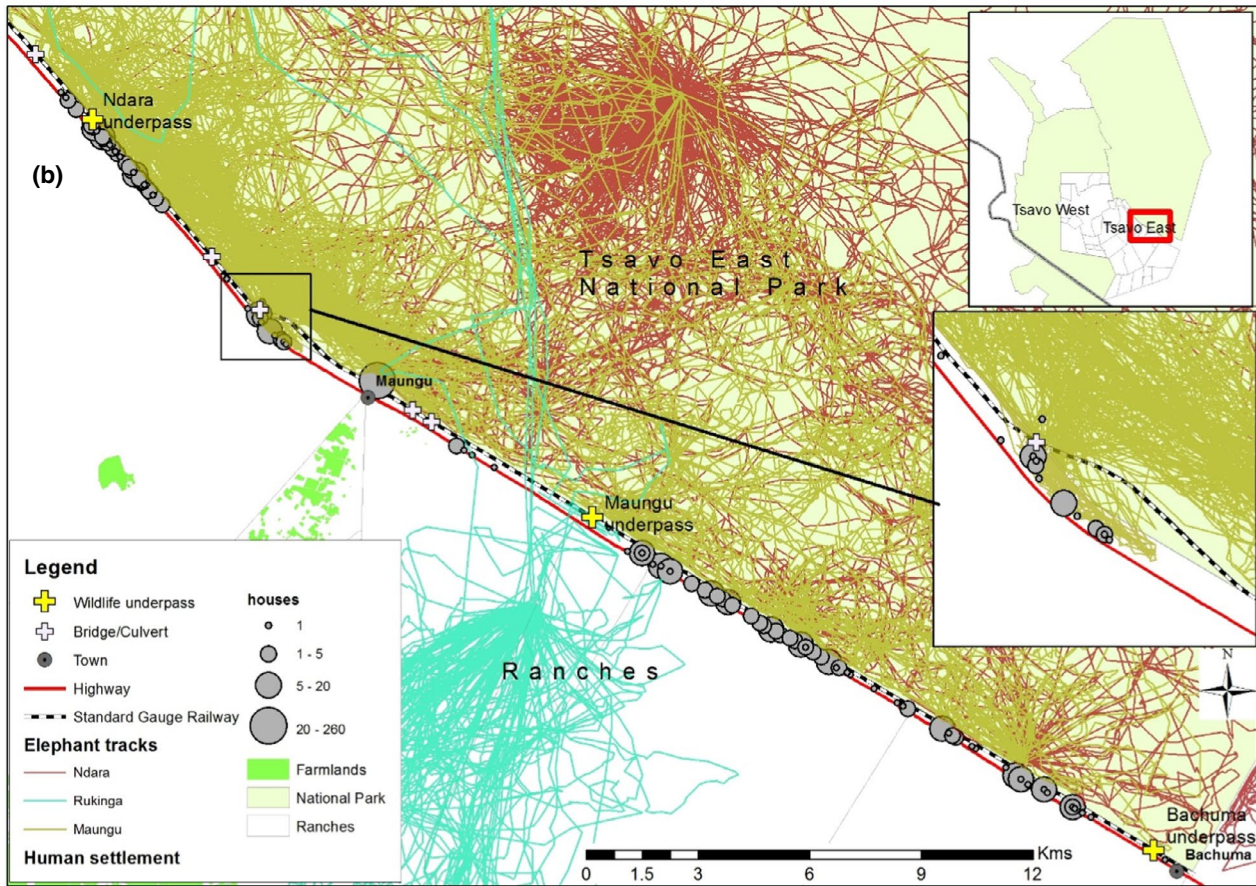 Ndara
underpass
(b)
Tsavo West
Tsavo East
Tsavo East
National Park
Maungu
Maungu
underpass
Ranches
Legend
Wildlife underpass
Bridge/Culvert
Town
Highway
Standard Gauge Railway
Elephant tracks
Ndara
Rukinga
Maungu
Human settlement
houses
1
1 - 5
5 - 20
20 - 260
Farmlands
National Park
Ranches
N
Bachuma
underpass
Bachuma
Kms
0 1.5 3 6 9 12